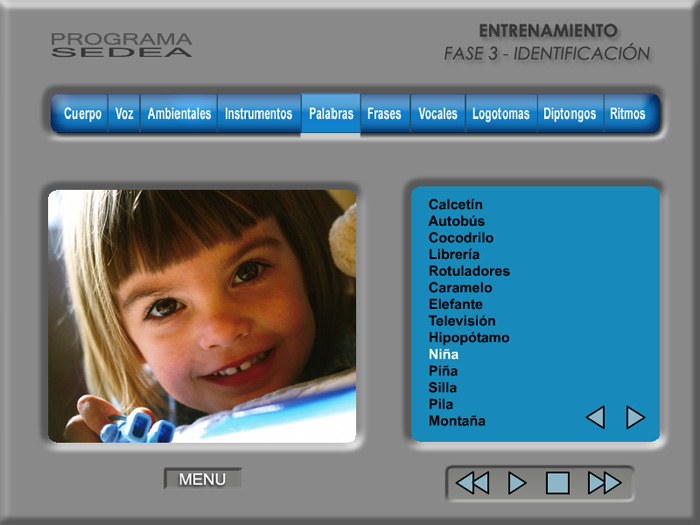 PROGRAMA
SEDEA
ENTRENAMIENTO
FASE 3 - IDENTIFICACIÓN
Cuerpo Voz Ambientales Instrumentos Palabras Frases Vocales Logotomas Diptongos Ritmos
Calcetín
Autobús
Cocodrilo
Librería
Rotuladores
Caramelo
Elefante
Televisión
Hipopótamo
Niña
Piña
Silla
Pila
Montaña
MENU